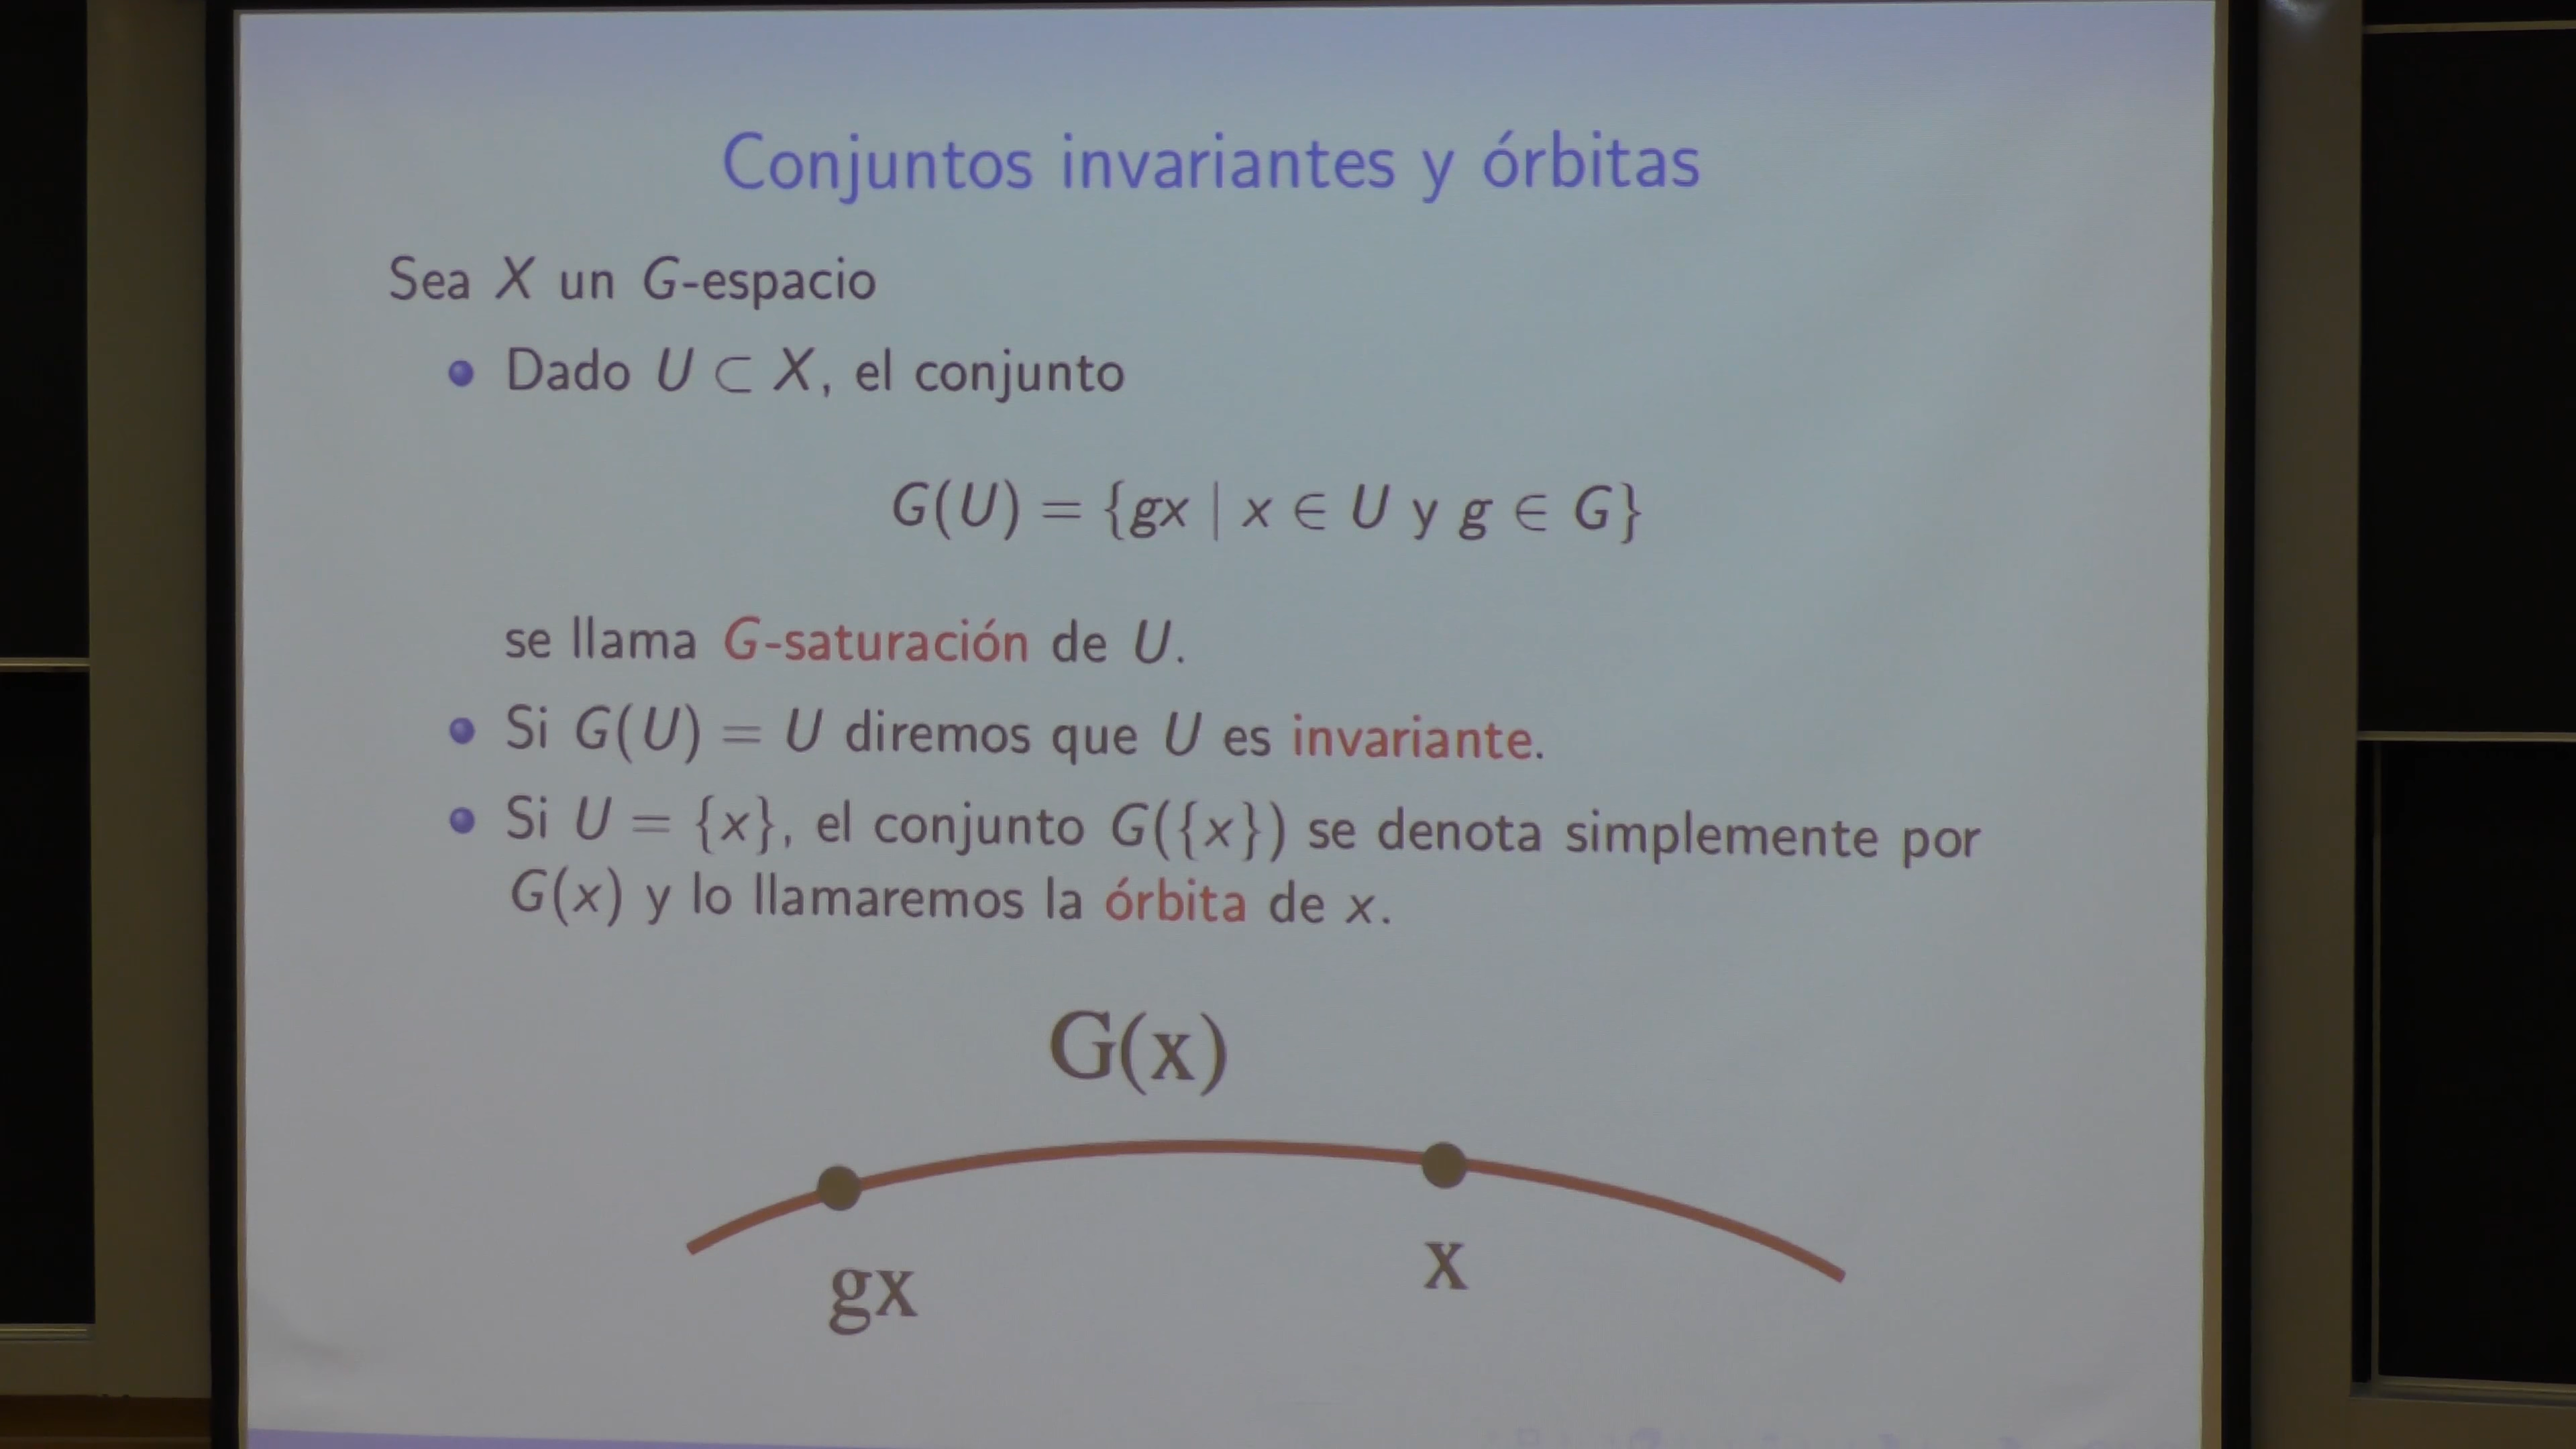 Conjuntos invariantes y órbitas
Sea X un G-espacio
Dado U ⊂ X, el conjunto
G(U) = {gx | x ∈ U y g ∈ G}
se llama G-saturación de U.
Si G(U) = U diremos que U es invariante.
Si U = {x}, el conjunto G({x}) se denota simplemente por
G(x) y lo llamaremos la órbita de x.
G(x)
gx
x